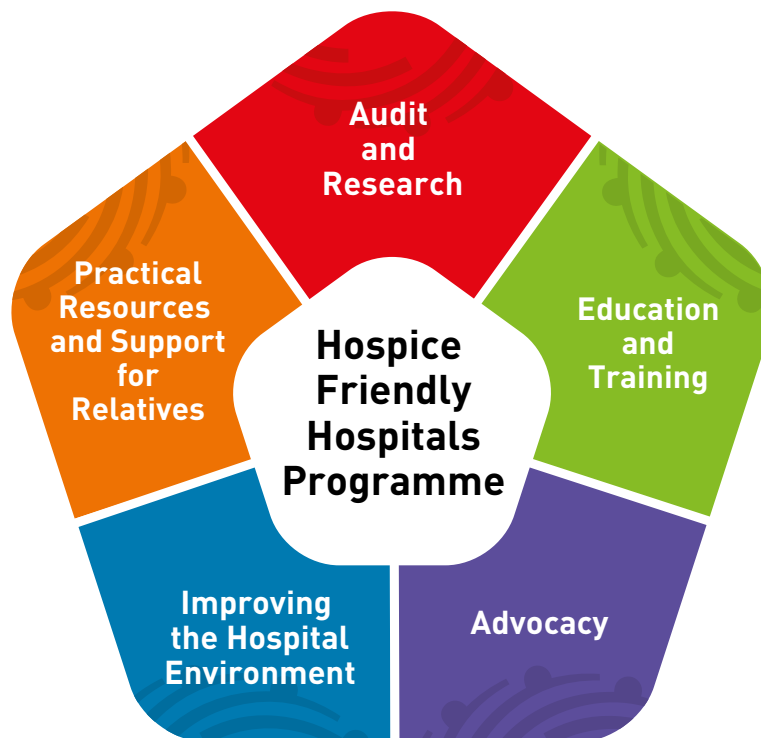 Audit
and
Research
Education
and
Training
Advocacy
Improving
the Hospital
Environment
Practical
Resources
and Support
for
Relatives
Hospice
Friendly
Hospitals
Programme